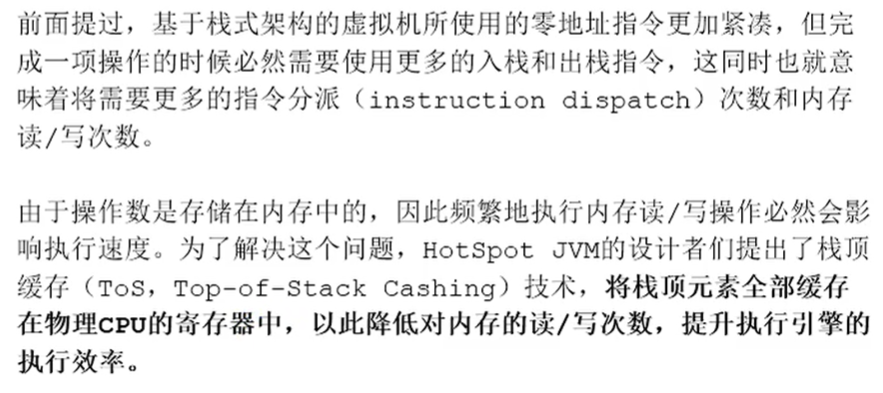 前面提过，基于栈式架构的虚拟机所使用的零地址指令更加紧凑，但完
成一项操作的时候必然需要使用更多的入栈和出栈指令，这同时也就意
味着将需要更多的指令分派（instruction dispatch）次数和内存
读/写次数。
由于操作数是存储在内存中的，因此频繁地执行内存读/写操作必然会影
响执行速度。为了解决这个问题，HotSpot JVM的设计者们提出了栈顶
缓存（ToS，Top-of-Stack Cashing）技术，将栈顶元素全部缓存
在物理CPU的寄存器中，以此降低对内存的读/写次数，提升执行引擎的
执行效率。